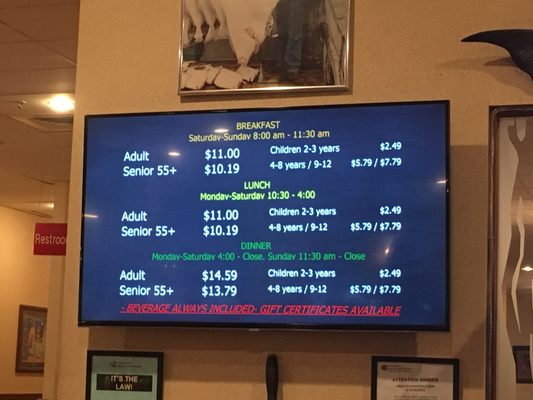 BREAKFAST
Saturday-Sunday 8:00 am - 11:30 am
Adult $11.00 Children 2-3 years $2.49
Senior 55+ $10.19 4-8 years / 9-12 $5.79 / $7.79
LUNCH
Monday-Saturday 10:30 - 4:00
Adult $11.00 Children 2-3 years $2.49
Senior 55+ $10.19 4-8 years / 9-12 $5.79 / $7.79
DINNER
Monday-Saturday 4:00 - Close. Sunday 11:30 am - Close
Adult $14.59 Children 2-3 years $2.49
Senior 55+ $13.79 4-8 years / 9-12 $5.79 / $7.79
- BEVERAGE ALWAYS INCLUDED- GIFT CERTIFICATES AVAILABLE
Restroom
IT'S THE
LAW!
ATTENTION MINORS